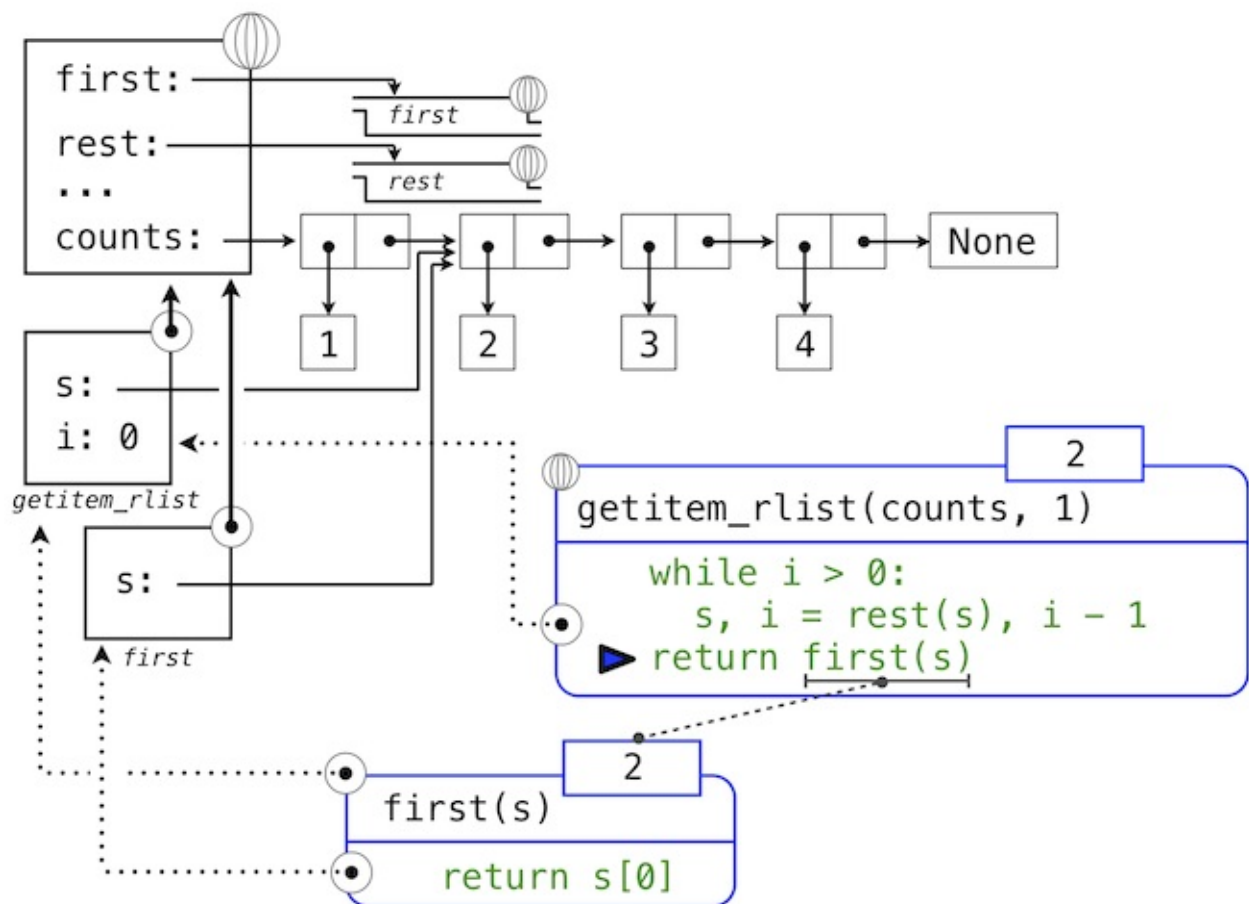 first:
first
rest:
rest
...
counts:
None
1
2
3
4
s:
i: 0
getitem_rlist
s:
first
2
getitem_rlist(counts, 1)
while i > 0:
s, i = rest(s), i - 1
return first(s)
2
first(s)
return s[0]